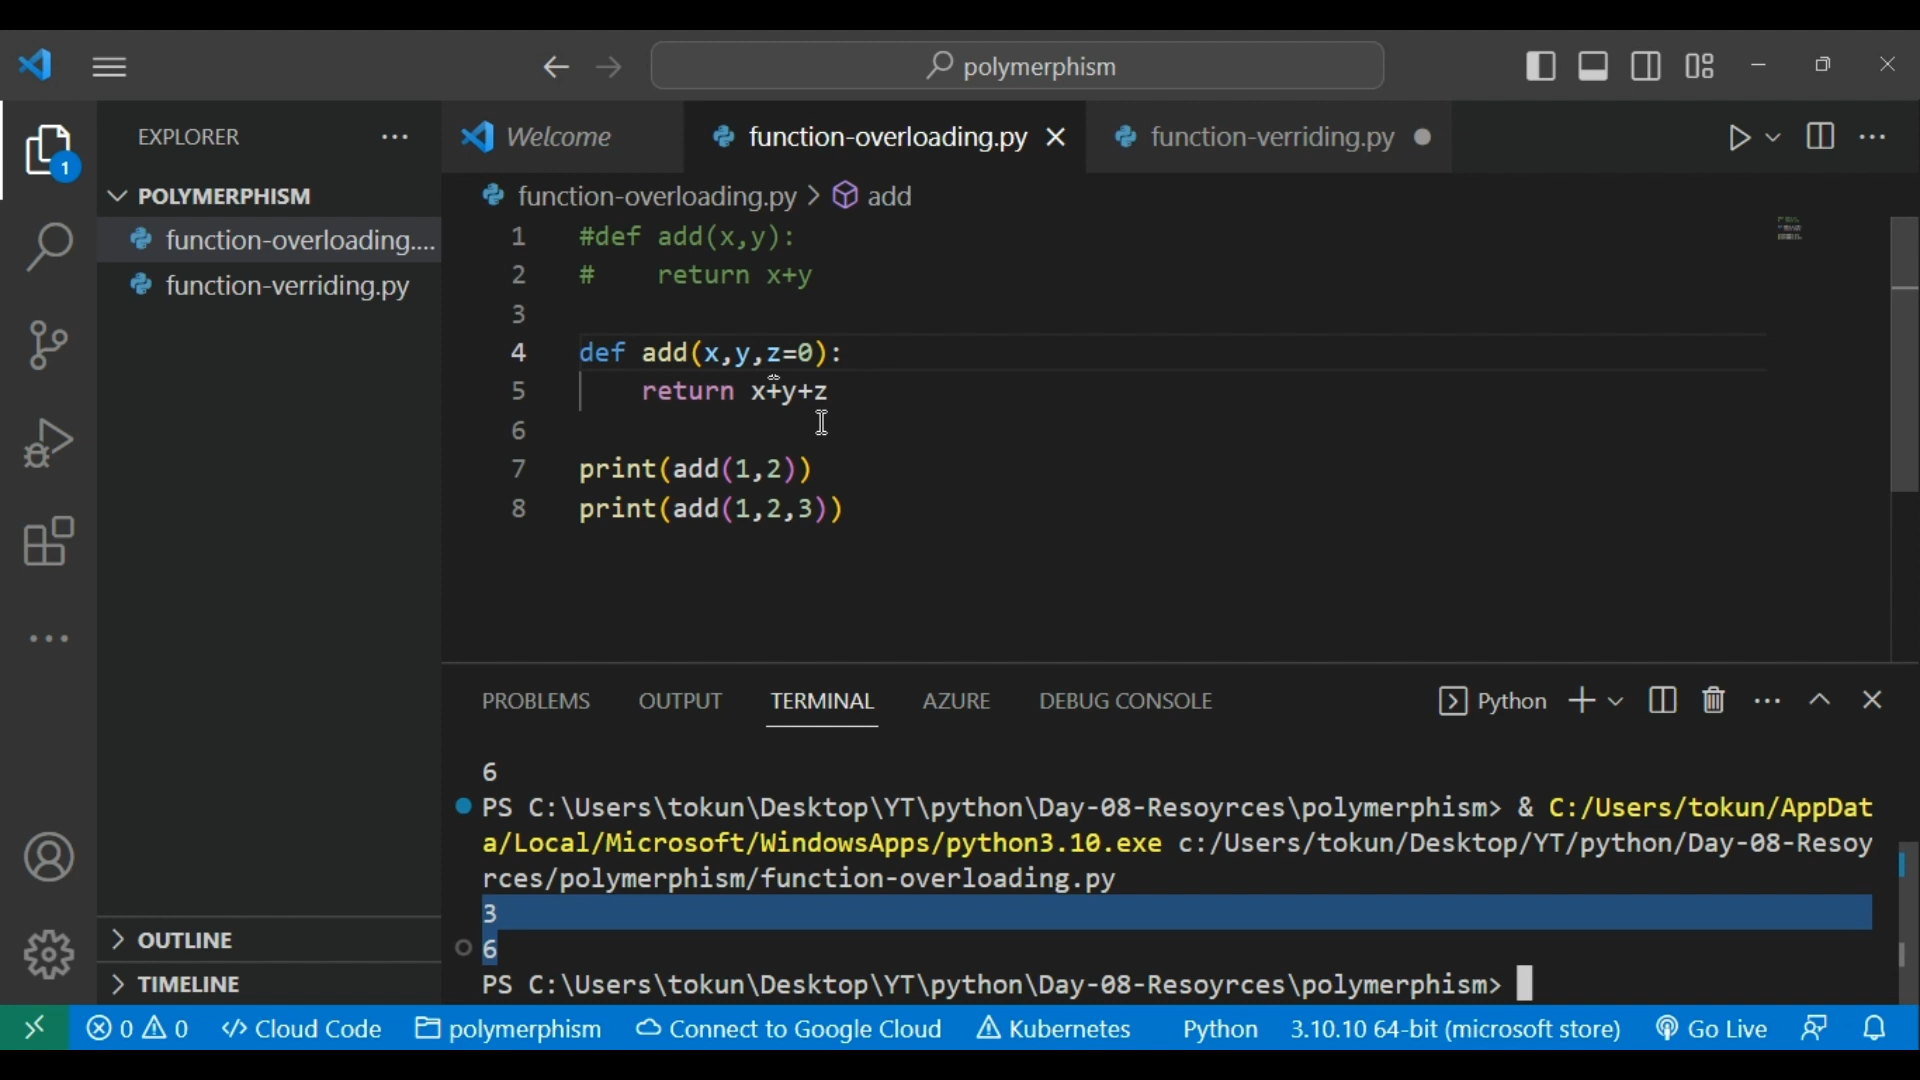 polymerphism
EXPLORER
Welcome
function-overloading.py
function-verriding.py
POLYMERPHISM
function-overloading....
function-verriding.py
function-overloading.py > add
1 #def add(x,y):
2 #    return x+y
3
4 def add(x,y,z=0):
5     return x+y+z
6
7 print(add(1,2))
8 print(add(1,2,3))
PROBLEMS OUTPUT TERMINAL AZURE DEBUG CONSOLE
Python
6
PS C:\Users\tokun\Desktop\YT\python\Day-08-Resoyrces\polymerphism> & C:/Users/tokun/AppDat
a/Local/Microsoft/WindowsApps/python3.10.exe c:/Users/tokun/Desktop/YT/python/Day-08-Resoy
rces/polymerphism/function-overloading.py
3
6
PS C:\Users\tokun\Desktop\YT\python\Day-08-Resoyrces\polymerphism>
1
OUTLINE
TIMELINE
0 0 Cloud Code polymerphism Connect to Google Cloud Kubernetes Python 3.10.10 64-bit (microsoft store) Go Live